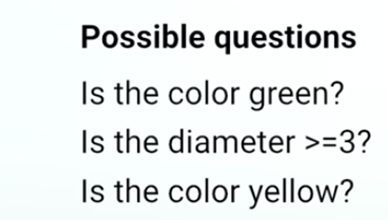 Possible questions
Is the color green?
Is the diameter >=3?
Is the color yellow?